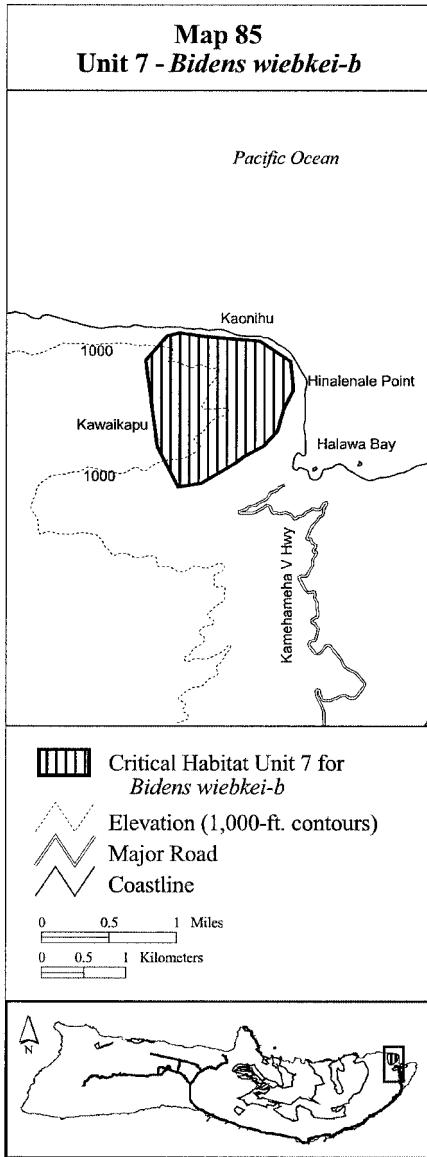 Map 85
Unit 7 - Bidens wiebkei-b
Pacific Ocean
Kaonihu
1000
Hinalenale Point
Kawaikapu
Halawa Bay
1000
Kamehameha V Hwy
Critical Habitat Unit 7 for
Bidens wiebkei-b
Elevation (1,000-ft. contours)
Major Road
Coastline
0 0.5 1 Miles
0 0.5 1 Kilometers
N